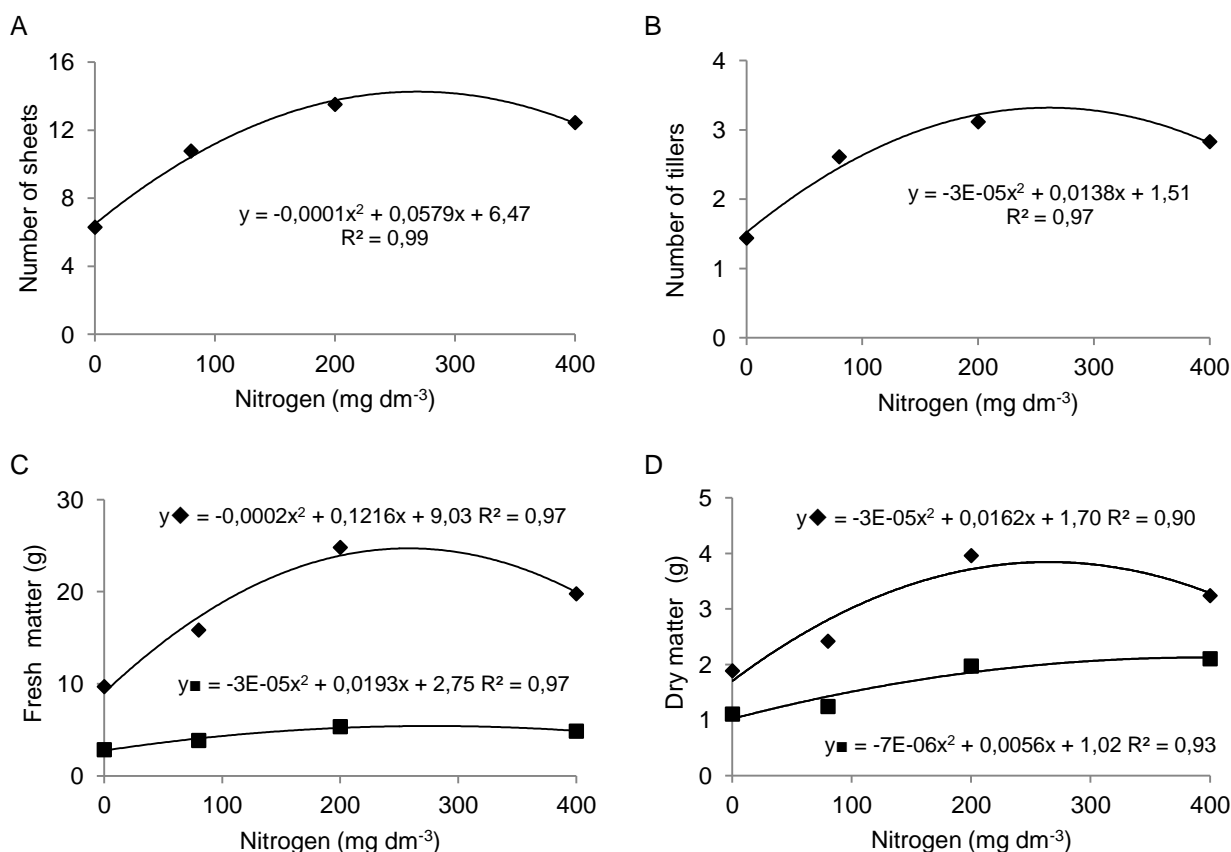 A
16
12
8
4
0
Number of sheets
y = -0,0001x² + 0,0579x + 6,47
R² = 0,99
0 100 200 300 400
Nitrogen (mg dm⁻³)
B
4
3
2
1
0
Number of tillers
y = -3E-05x² + 0,0138x + 1,51
R² = 0,97
0 100 200 300 400
Nitrogen (mg dm⁻³)
C
30
20
10
0
Fresh matter (g)
y◆ = -0,0002x² + 0,1216x + 9,03 R² = 0,97
y■ = -3E-05x² + 0,0193x + 2,75 R² = 0,97
0 100 200 300 400
Nitrogen (mg dm⁻³)
D
5
4
3
2
1
0
Dry matter (g)
y◆ = -3E-05x² + 0,0162x + 1,70 R² = 0,90
y■ = -7E-06x² + 0,0056x + 1,02 R² = 0,93
0 100 200 300 400
Nitrogen (mg dm⁻³)